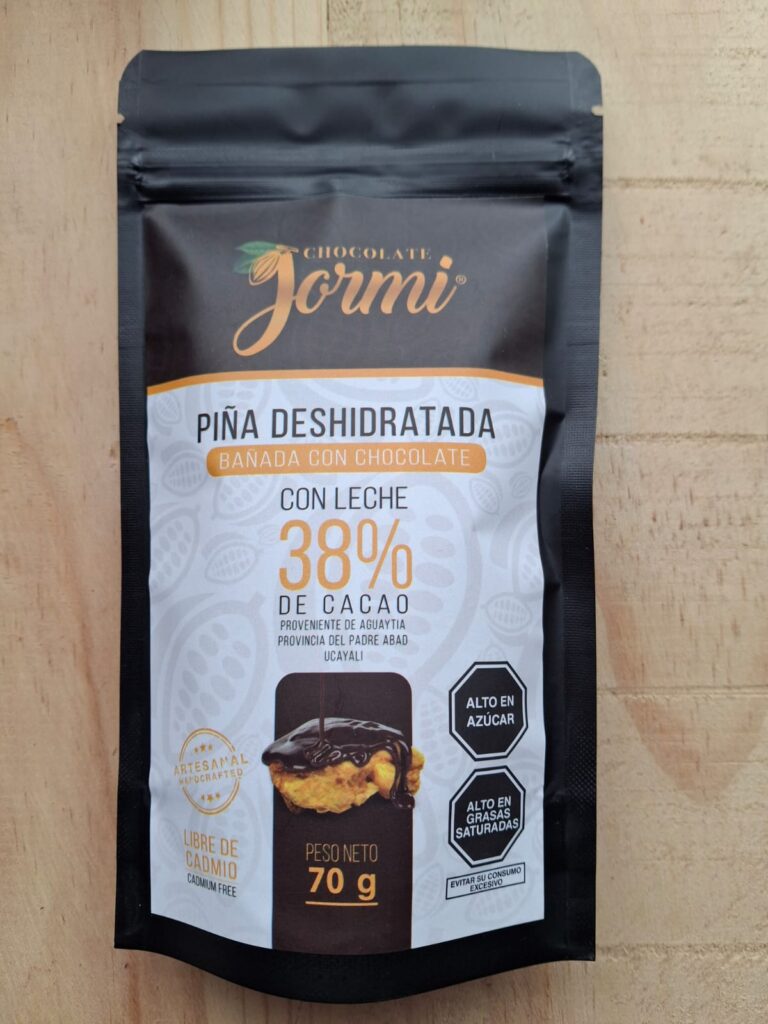 CHOCOLATE
Jormi®
PIÑA DESHIDRATADA
BAÑADA CON CHOCOLATE
CON LECHE
38%
DE CACAO
PROVENIENTE DE AGUAYTIA
PROVINCIA DEL PADRE ABAD
UCAYALI
ALTO EN
AZÚCAR
ARTESANAL
HANDCRAFTED
ALTO EN
GRASAS
SATURADAS
LIBRE DE
CADMIO
CADMIUM FREE
PESO NETO
70 g
EVITAR SU CONSUMO
EXCESIVO